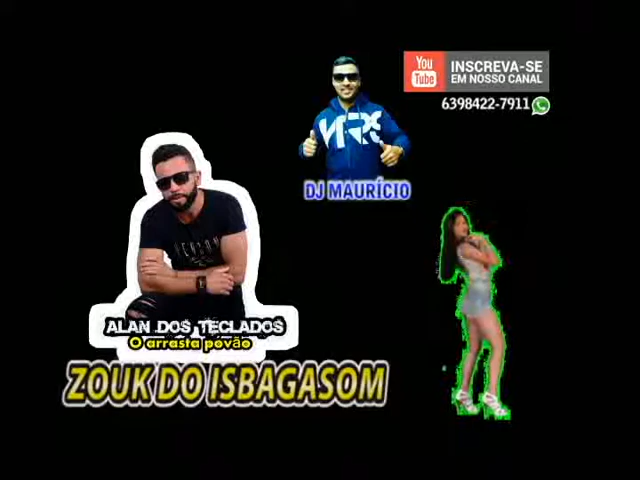 You
Tube
INSCREVA-SE
EM NOSSO CANAL
6398422-7911
DJ MAURÍCIO
ALAN DOS TECLADOS
O arrasta povão
ZOUK DO ISBAGASOM